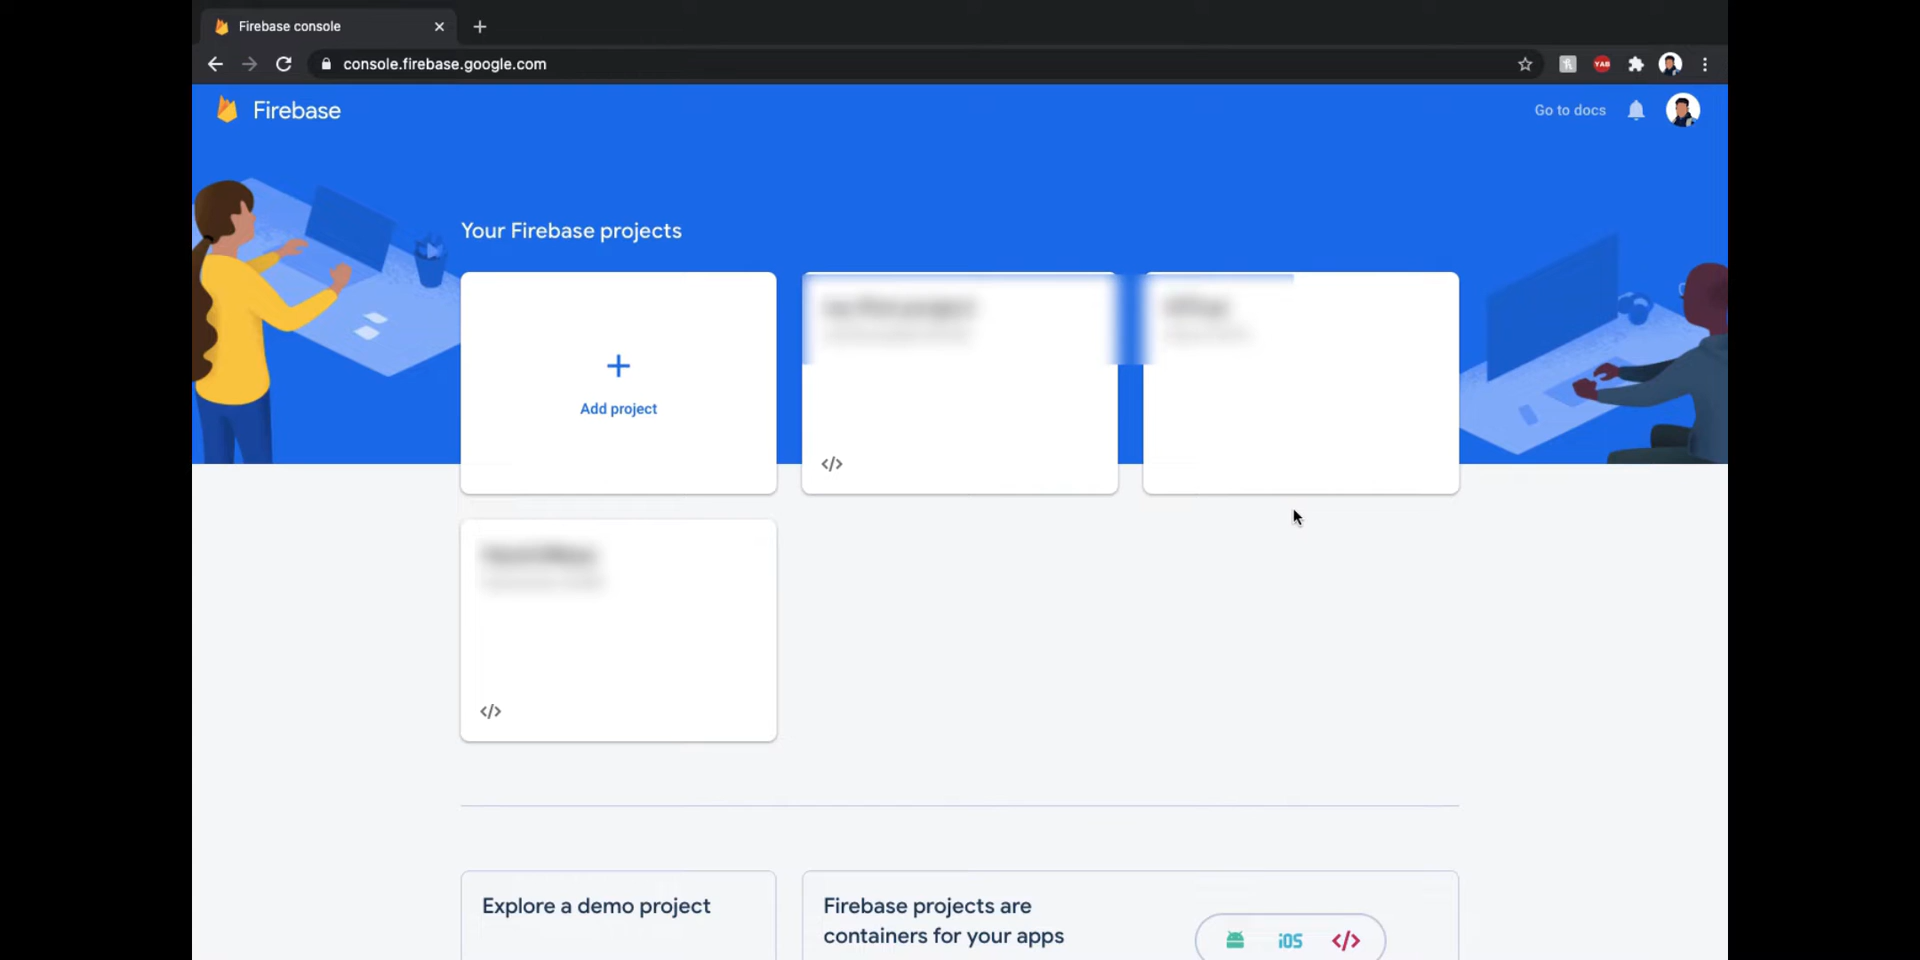 Firebase console
console.firebase.google.com
YAB
Firebase
Go to docs
Your Firebase projects
Add project
</>
</>
Explore a demo project
Firebase projects are
containers for your apps
iOS </>